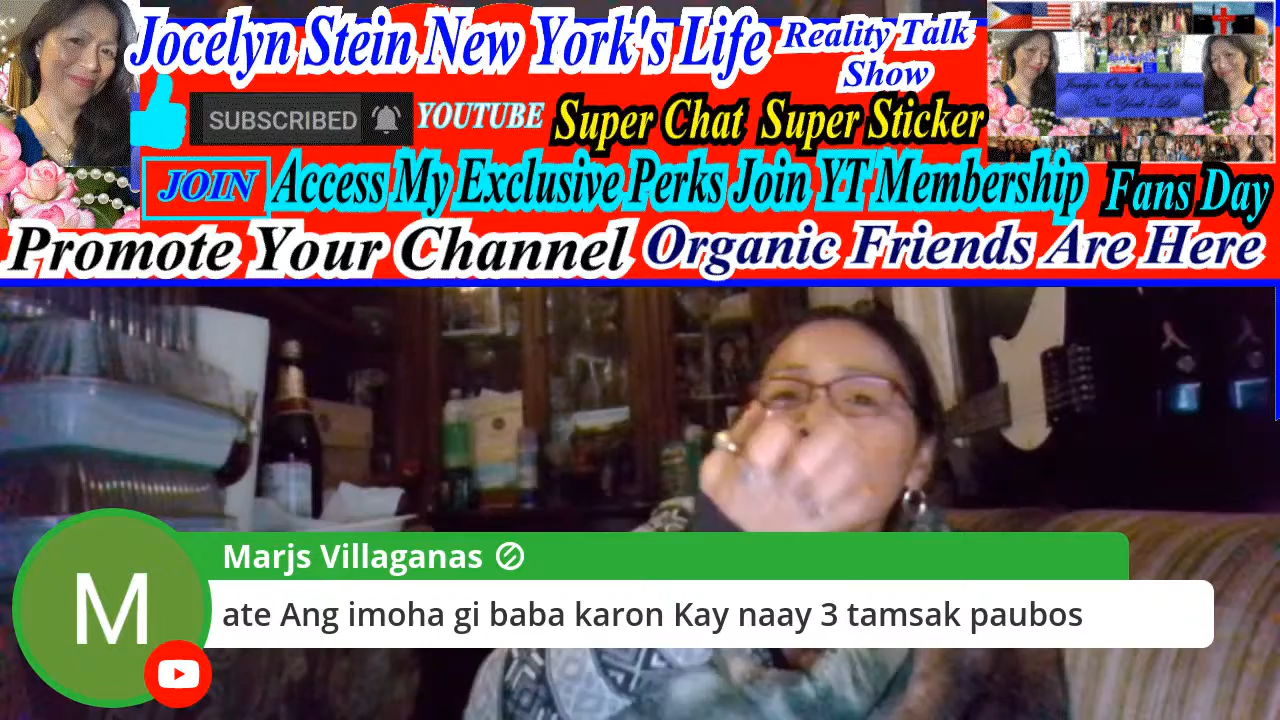 Jocelyn Stein New York's Life
Reality Talk
Show
SUBSCRIBED
YOUTUBE
Super Chat Super Sticker
JOIN
Access My Exclusive Perks Join YT Membership
Fans Day
Promote Your Channel
Organic Friends Are Here
Marjs Villaganas
M
ate Ang imoha gi baba karon Kay naay 3 tamsak paubos